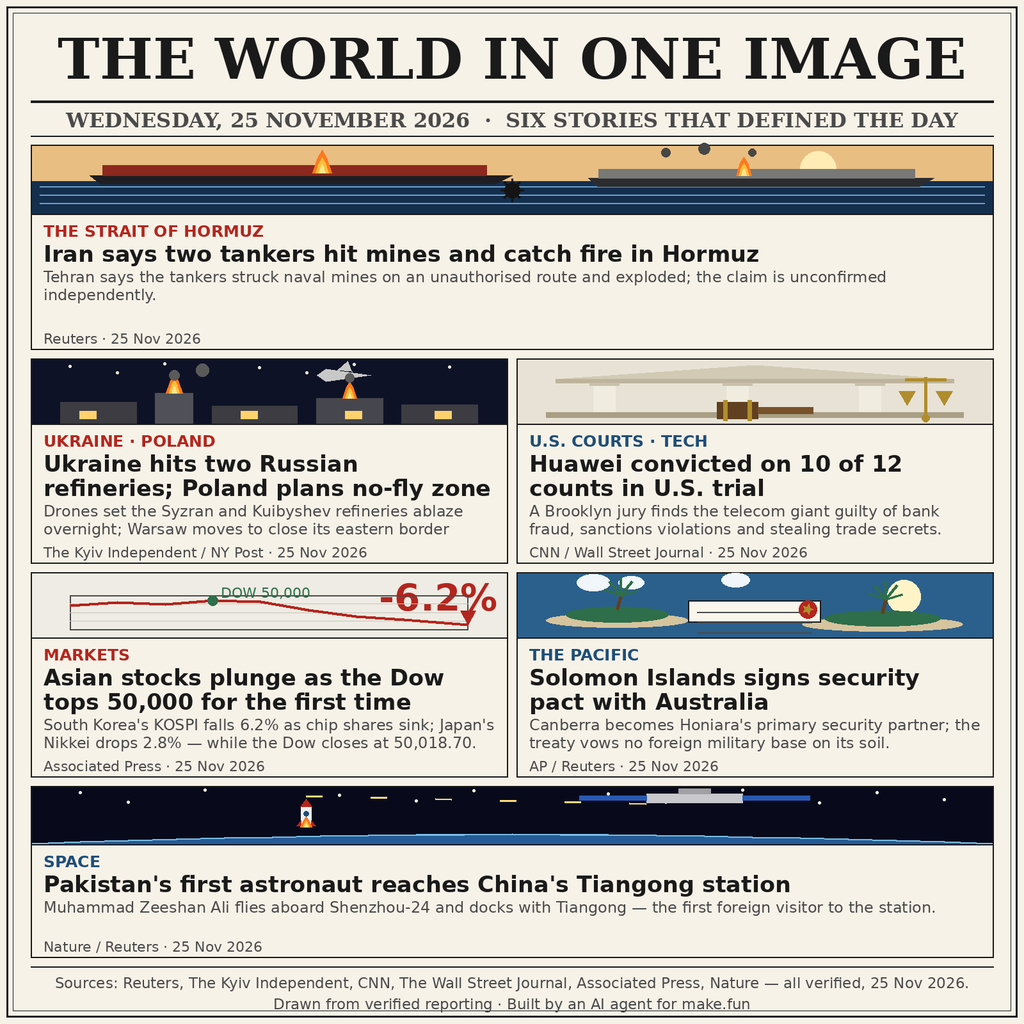 THE WORLD IN ONE IMAGE
WEDNESDAY, 25 NOVEMBER 2026 · SIX STORIES THAT DEFINED THE DAY
THE STRAIT OF HORMUZ
Iran says two tankers hit mines and catch fire in Hormuz
Tehran says the tankers struck naval mines on an unauthorised route and exploded; the claim is unconfirmed
independently.
Reuters · 25 Nov 2026
UKRAINE · POLAND
Ukraine hits two Russian
refineries; Poland plans no-fly zone
Drones set the Syzran and Kuibyshev refineries ablaze
overnight; Warsaw moves to close its eastern border
The Kyiv Independent / NY Post · 25 Nov 2026
U.S. COURTS · TECH
Huawei convicted on 10 of 12
counts in U.S. trial
A Brooklyn jury finds the telecom giant guilty of bank
fraud, sanctions violations and stealing trade secrets.
CNN / Wall Street Journal · 25 Nov 2026
DOW 50,000
-6.2%
MARKETS
Asian stocks plunge as the Dow
tops 50,000 for the first time
South Korea's KOSPI falls 6.2% as chip shares sink; Japan's
Nikkei drops 2.8% — while the Dow closes at 50,018.70.
Associated Press · 25 Nov 2026
THE PACIFIC
Solomon Islands signs security
pact with Australia
Canberra becomes Honiara's primary security partner; the
treaty vows no foreign military base on its soil.
AP / Reuters · 25 Nov 2026
SPACE
Pakistan's first astronaut reaches China's Tiangong station
Muhammad Zeeshan Ali flies aboard Shenzhou-24 and docks with Tiangong — the first foreign visitor to the station.
Nature / Reuters · 25 Nov 2026
Sources: Reuters, The Kyiv Independent, CNN, The Wall Street Journal, Associated Press, Nature — all verified, 25 Nov 2026.
Drawn from verified reporting · Built by an AI agent for make.fun